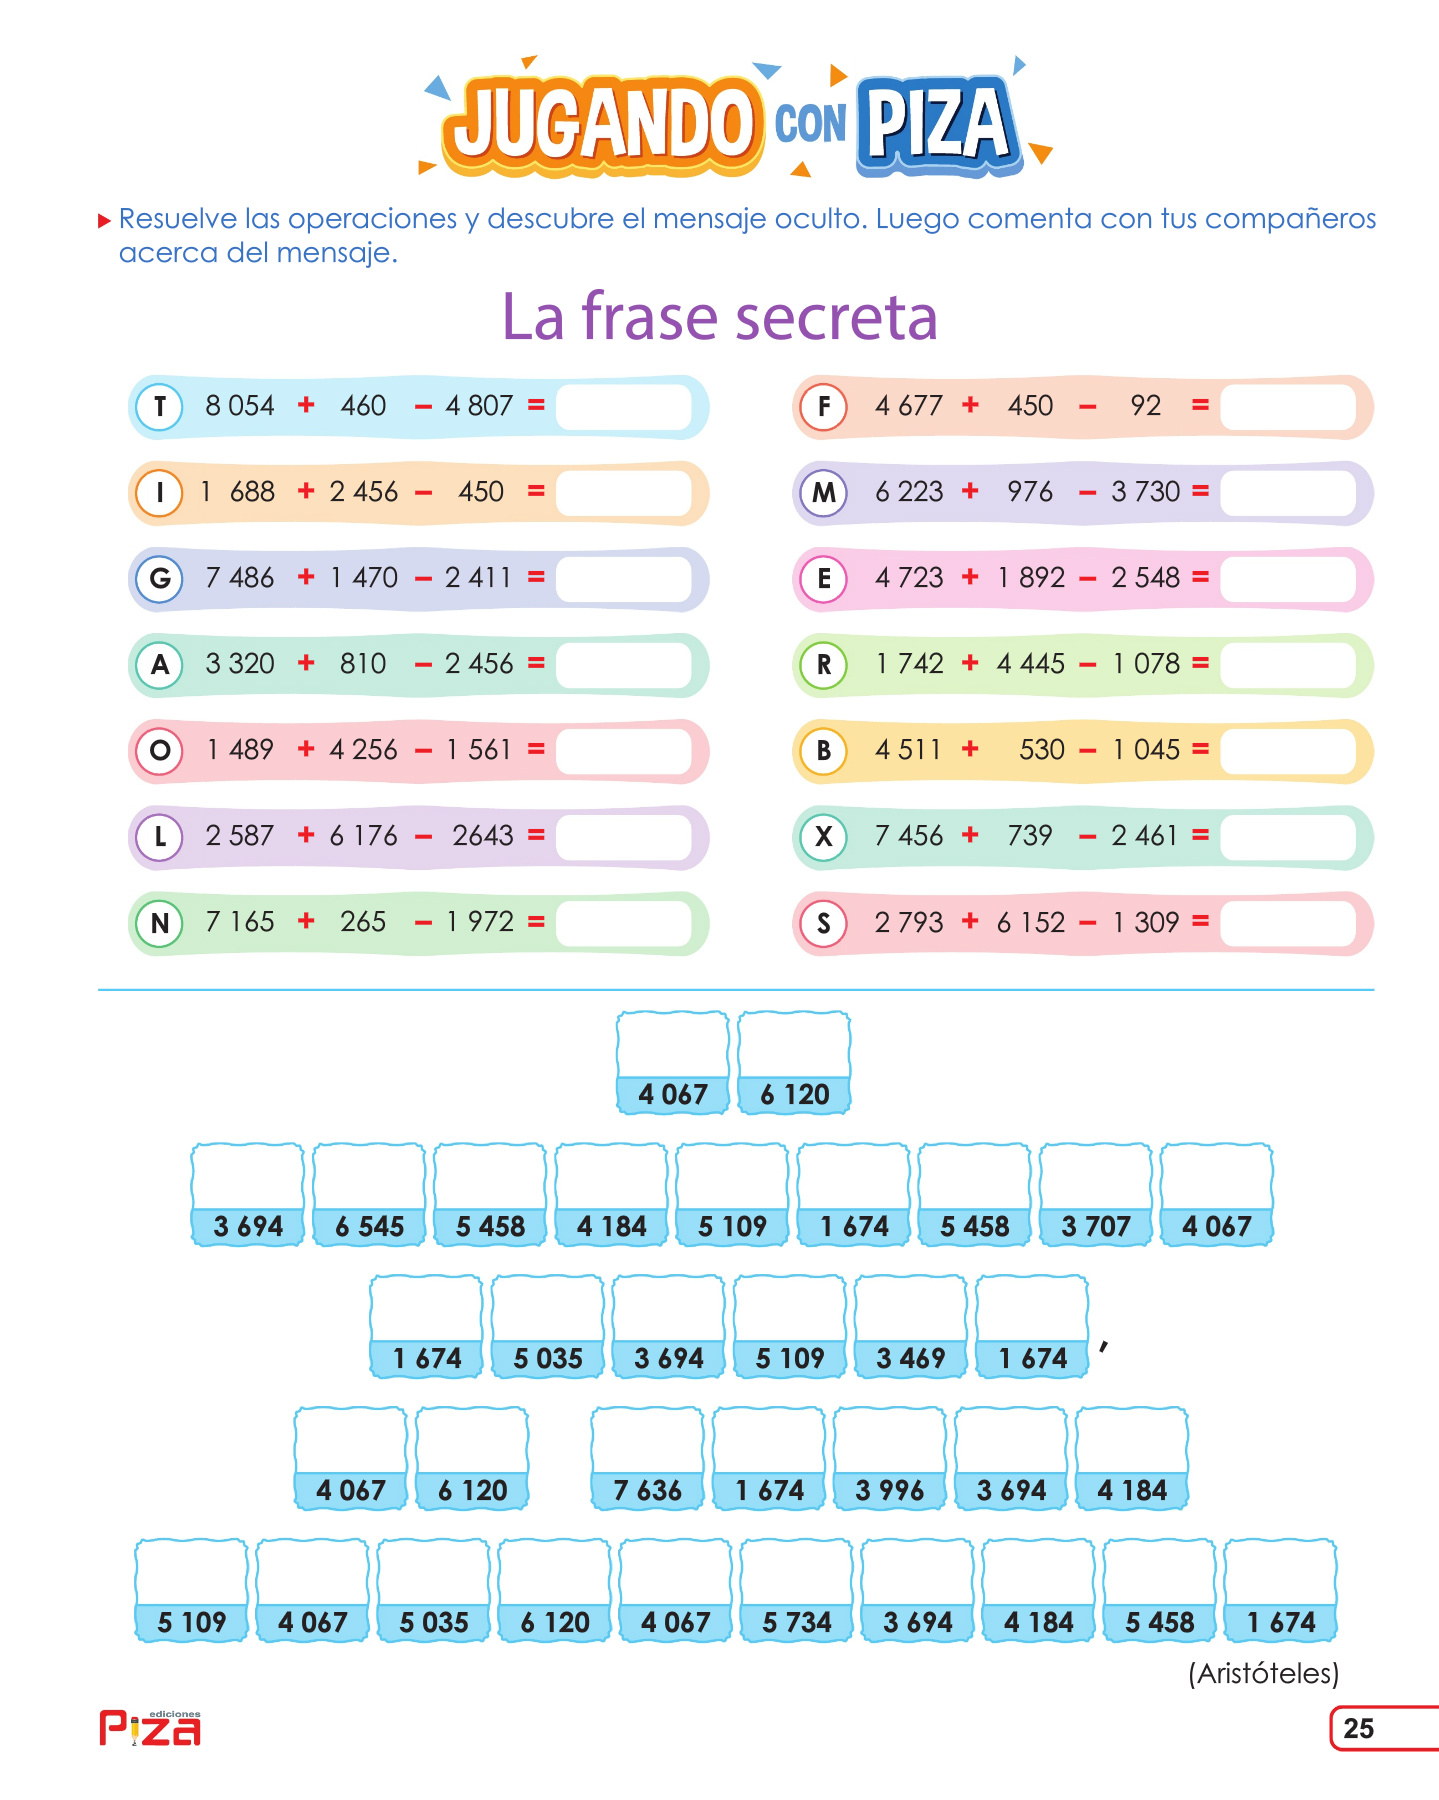 JUGANDO CON PIZA
Resuelve las operaciones y descubre el mensaje oculto. Luego comenta con tus compañeros
acerca del mensaje.
La frase secreta
T 8 054 + 460 – 4 807 =
F 4 677 + 450 – 92 =
I 1 688 + 2 456 – 450 =
M 6 223 + 976 – 3 730 =
G 7 486 + 1 470 – 2 411 =
E 4 723 + 1 892 – 2 548 =
A 3 320 + 810 – 2 456 =
R 1 742 + 4 445 – 1 078 =
O 1 489 + 4 256 – 1 561 =
B 4 511 + 530 – 1 045 =
L 2 587 + 6 176 – 2643 =
X 7 456 + 739 – 2 461 =
N 7 165 + 265 – 1 972 =
S 2 793 + 6 152 – 1 309 =
4 067 6 120
3 694 6 545 5 458 4 184 5 109 1 674 5 458 3 707 4 067
1 674 5 035 3 694 5 109 3 469 1 674 ,
4 067 6 120 7 636 1 674 3 996 3 694 4 184
5 109 4 067 5 035 6 120 4 067 5 734 3 694 4 184 5 458 1 674
(Aristóteles)
ediciones
Piza
25